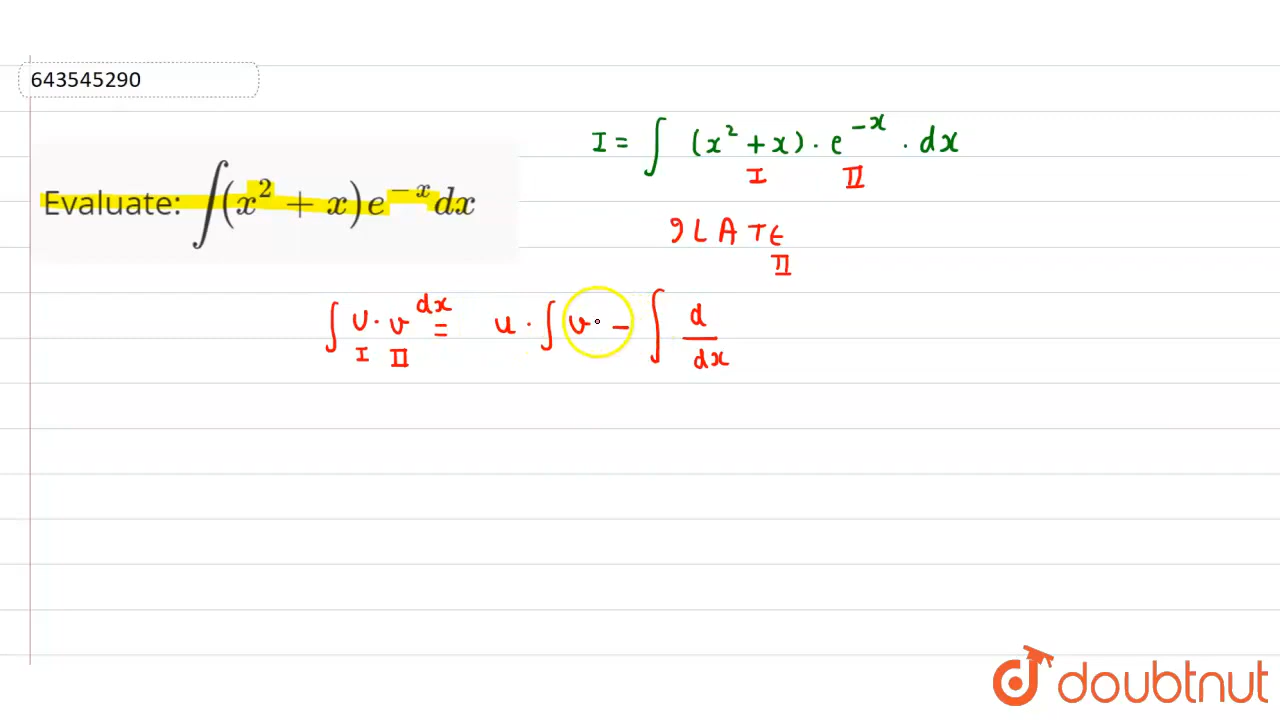 643545290
I = ∫ (x² + x) · e^{-x} · dx
I II
Evaluate: ∫(x² + x)e^{-x}dx
I L A T E
II
∫ U · v dx = u · ∫ v · − ∫ d/dx
I II
doubtnut